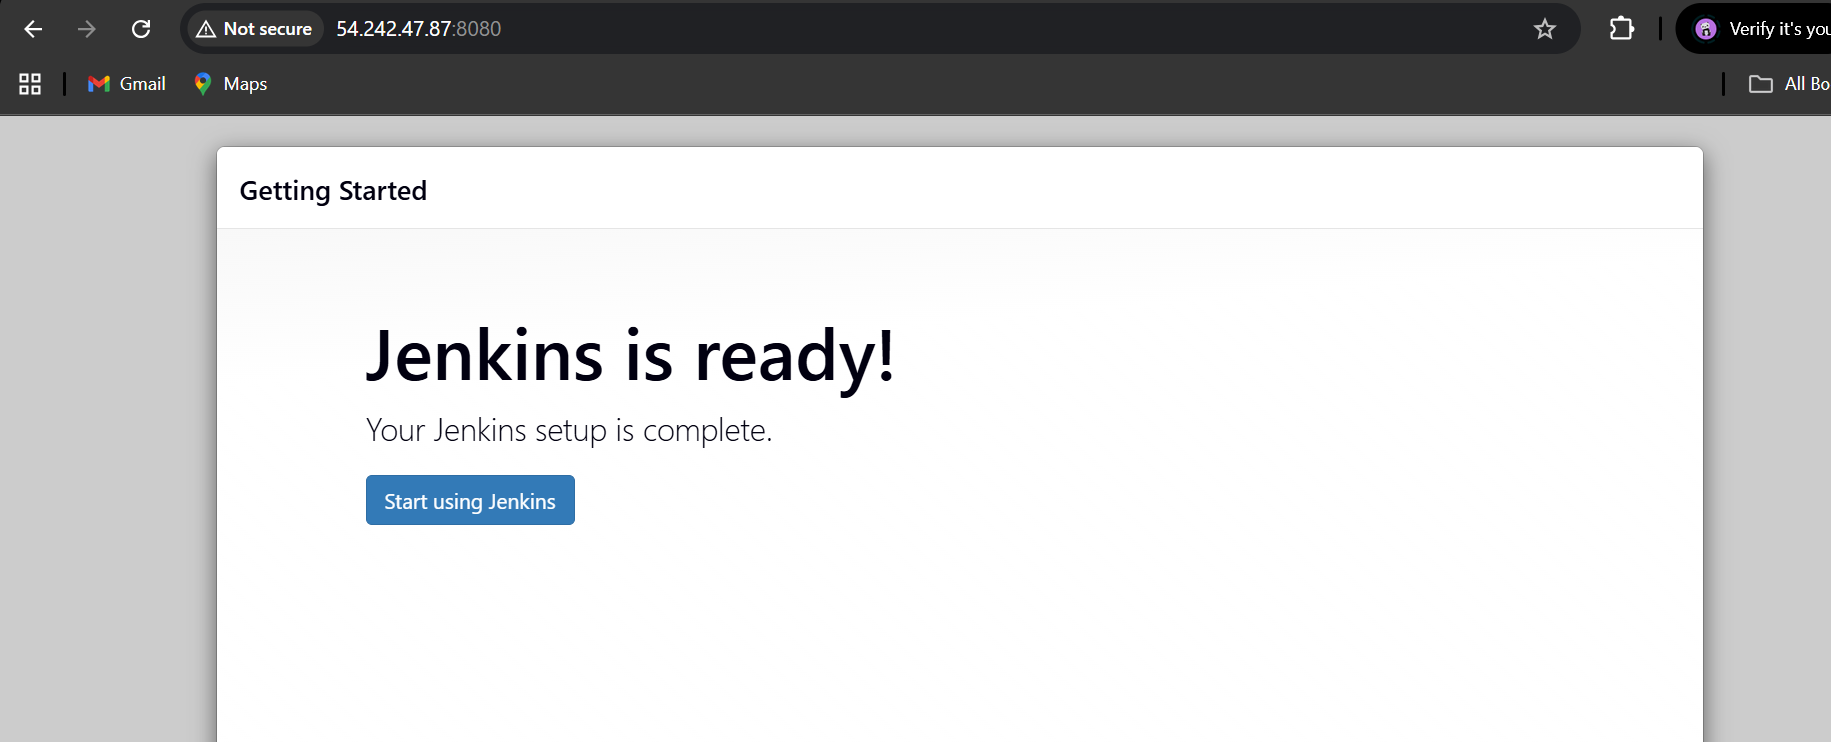 Not secure 54.242.47.87:8080 Verify it's you
Gmail Maps All Bo
Getting Started
Jenkins is ready!
Your Jenkins setup is complete.
Start using Jenkins